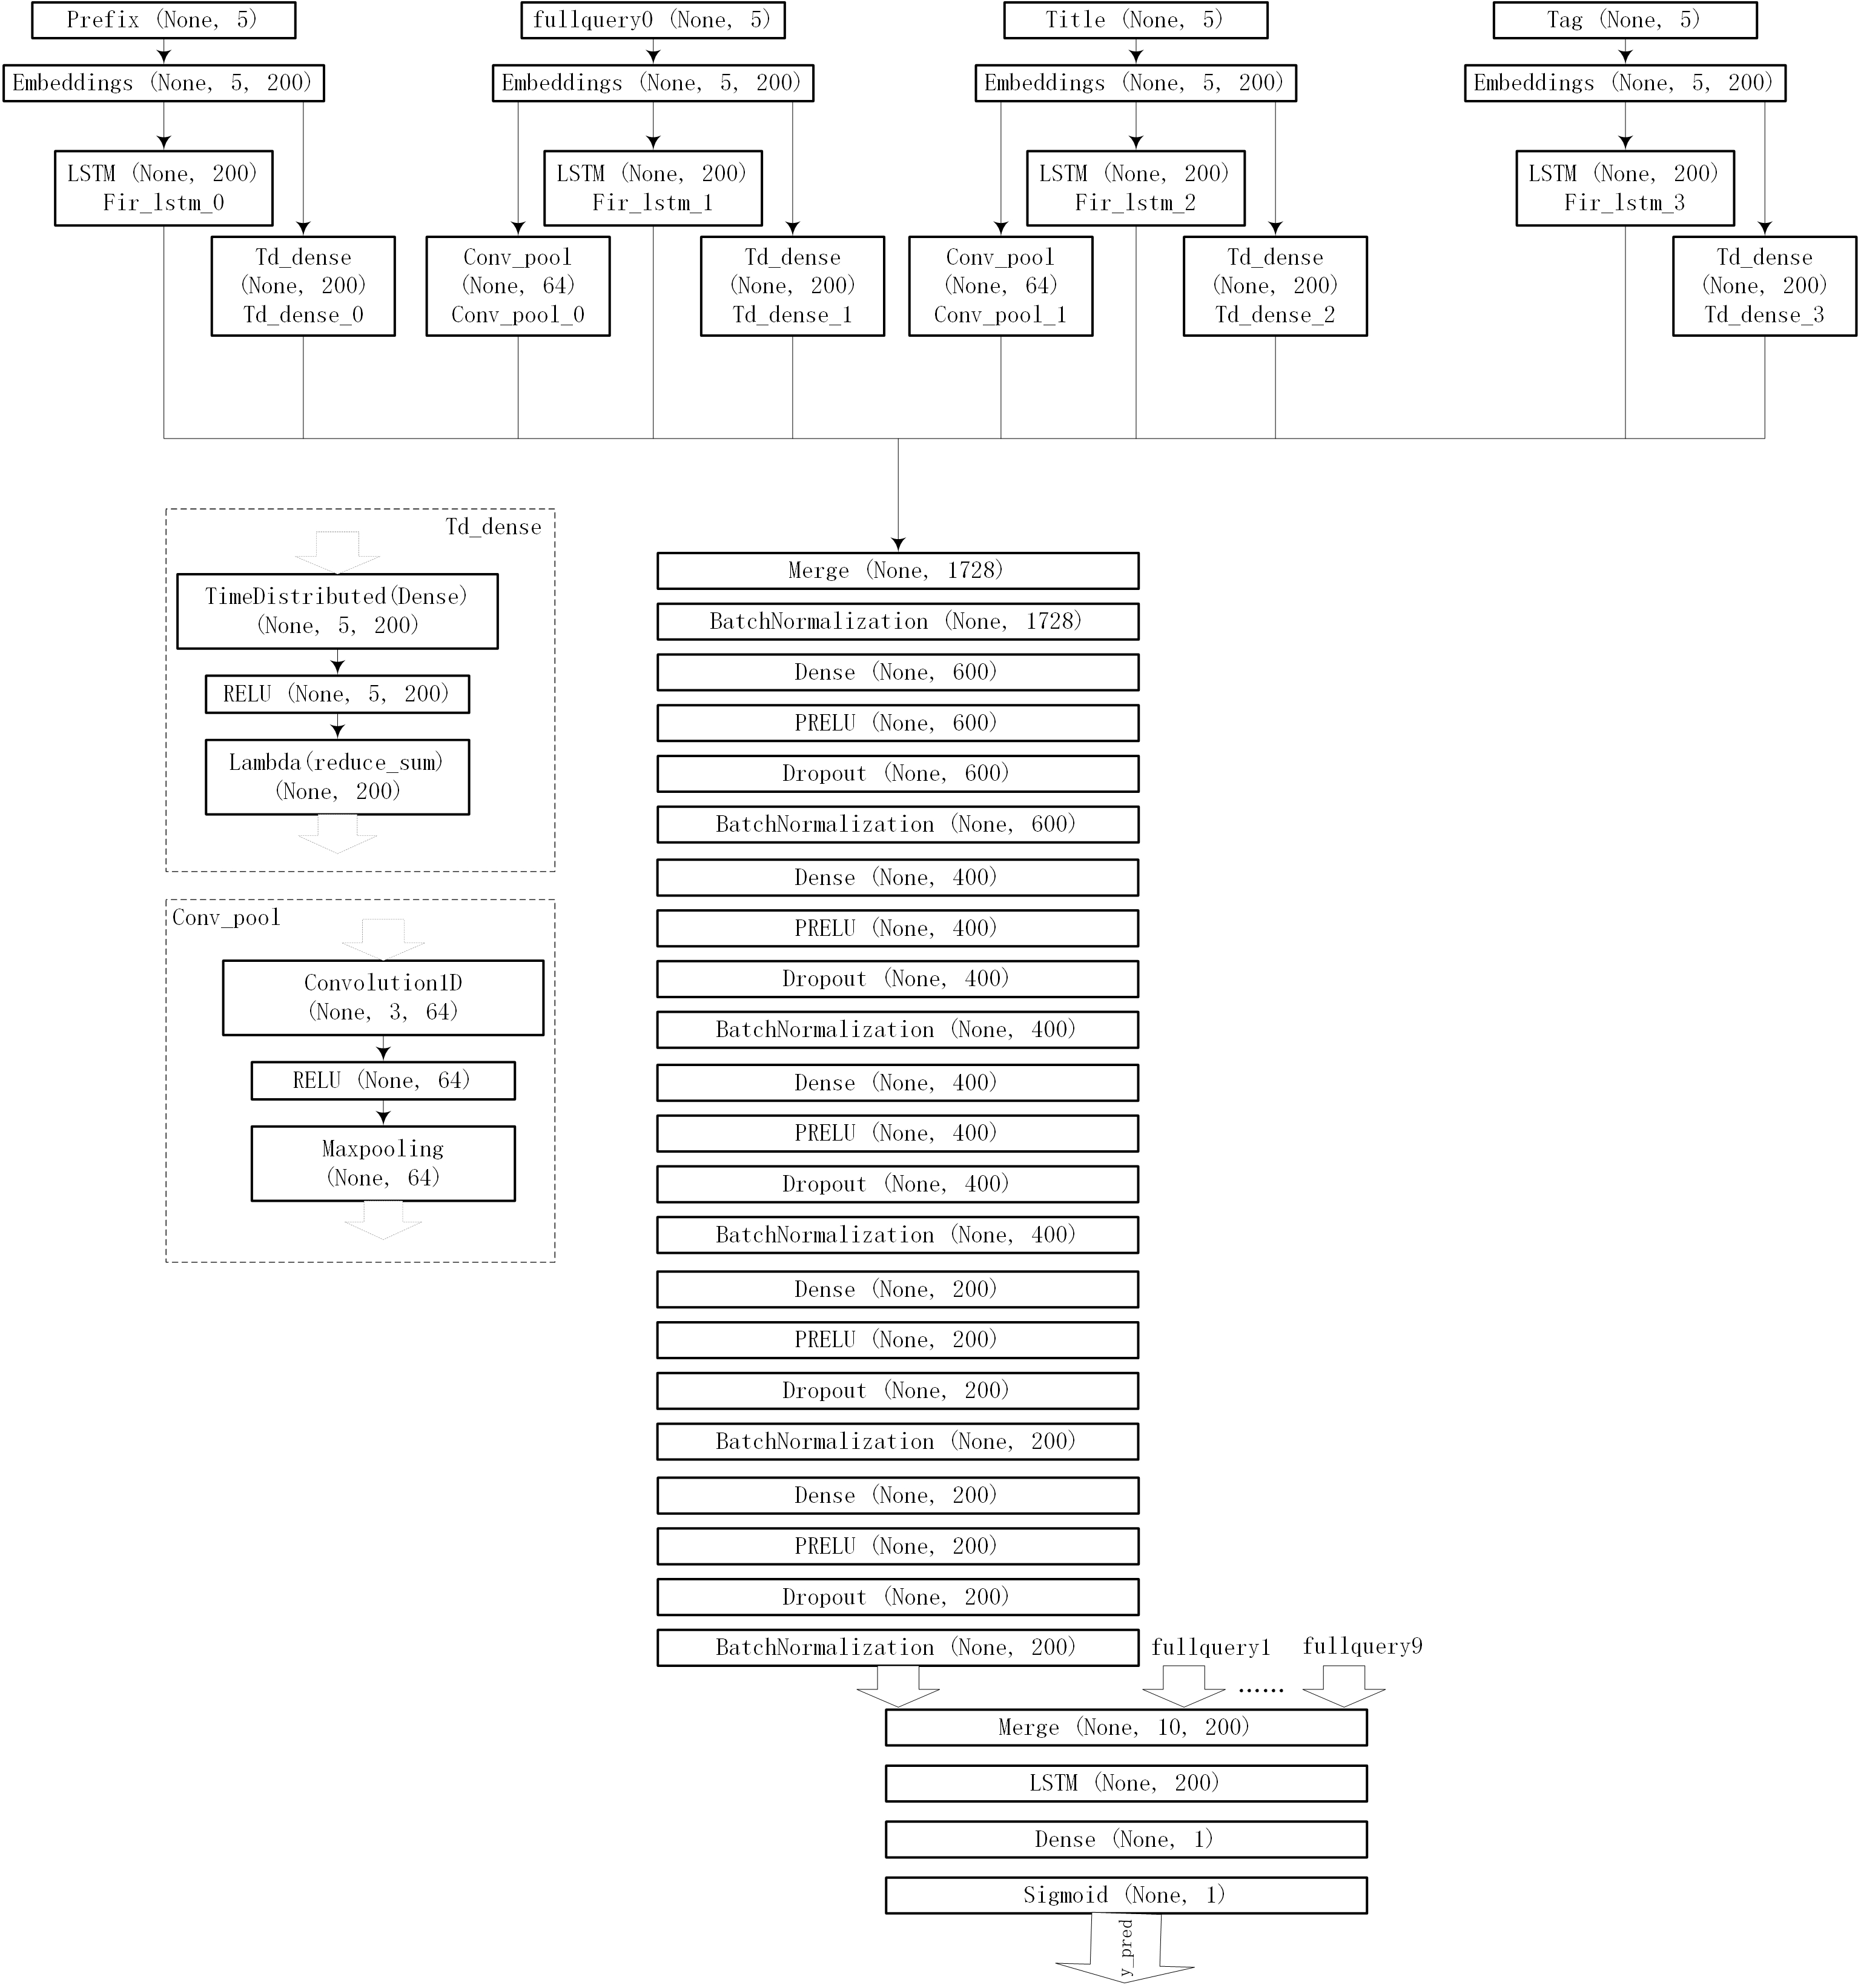 Prefix (None, 5)
fullquery0 (None, 5)
Title (None, 5)
Tag (None, 5)
Embeddings (None, 5, 200)
Embeddings (None, 5, 200)
Embeddings (None, 5, 200)
Embeddings (None, 5, 200)
LSTM (None, 200)
Fir_lstm_0
LSTM (None, 200)
Fir_lstm_1
LSTM (None, 200)
Fir_lstm_2
LSTM (None, 200)
Fir_lstm_3
Td_dense
(None, 200)
Td_dense_0
Conv_pool
(None, 64)
Conv_pool_0
Td_dense
(None, 200)
Td_dense_1
Conv_pool
(None, 64)
Conv_pool_1
Td_dense
(None, 200)
Td_dense_2
Td_dense
(None, 200)
Td_dense_3
Td_dense
TimeDistributed(Dense)
(None, 5, 200)
RELU (None, 5, 200)
Lambda(reduce_sum)
(None, 200)
Conv_pool
Convolution1D
(None, 3, 64)
RELU (None, 64)
Maxpooling
(None, 64)
Merge (None, 1728)
BatchNormalization (None, 1728)
Dense (None, 600)
PRELU (None, 600)
Dropout (None, 600)
BatchNormalization (None, 600)
Dense (None, 400)
PRELU (None, 400)
Dropout (None, 400)
BatchNormalization (None, 400)
Dense (None, 400)
PRELU (None, 400)
Dropout (None, 400)
BatchNormalization (None, 400)
Dense (None, 200)
PRELU (None, 200)
Dropout (None, 200)
BatchNormalization (None, 200)
Dense (None, 200)
PRELU (None, 200)
Dropout (None, 200)
BatchNormalization (None, 200)
fullquery1
fullquery9
......
Merge (None, 10, 200)
LSTM (None, 200)
Dense (None, 1)
Sigmoid (None, 1)
y_pred